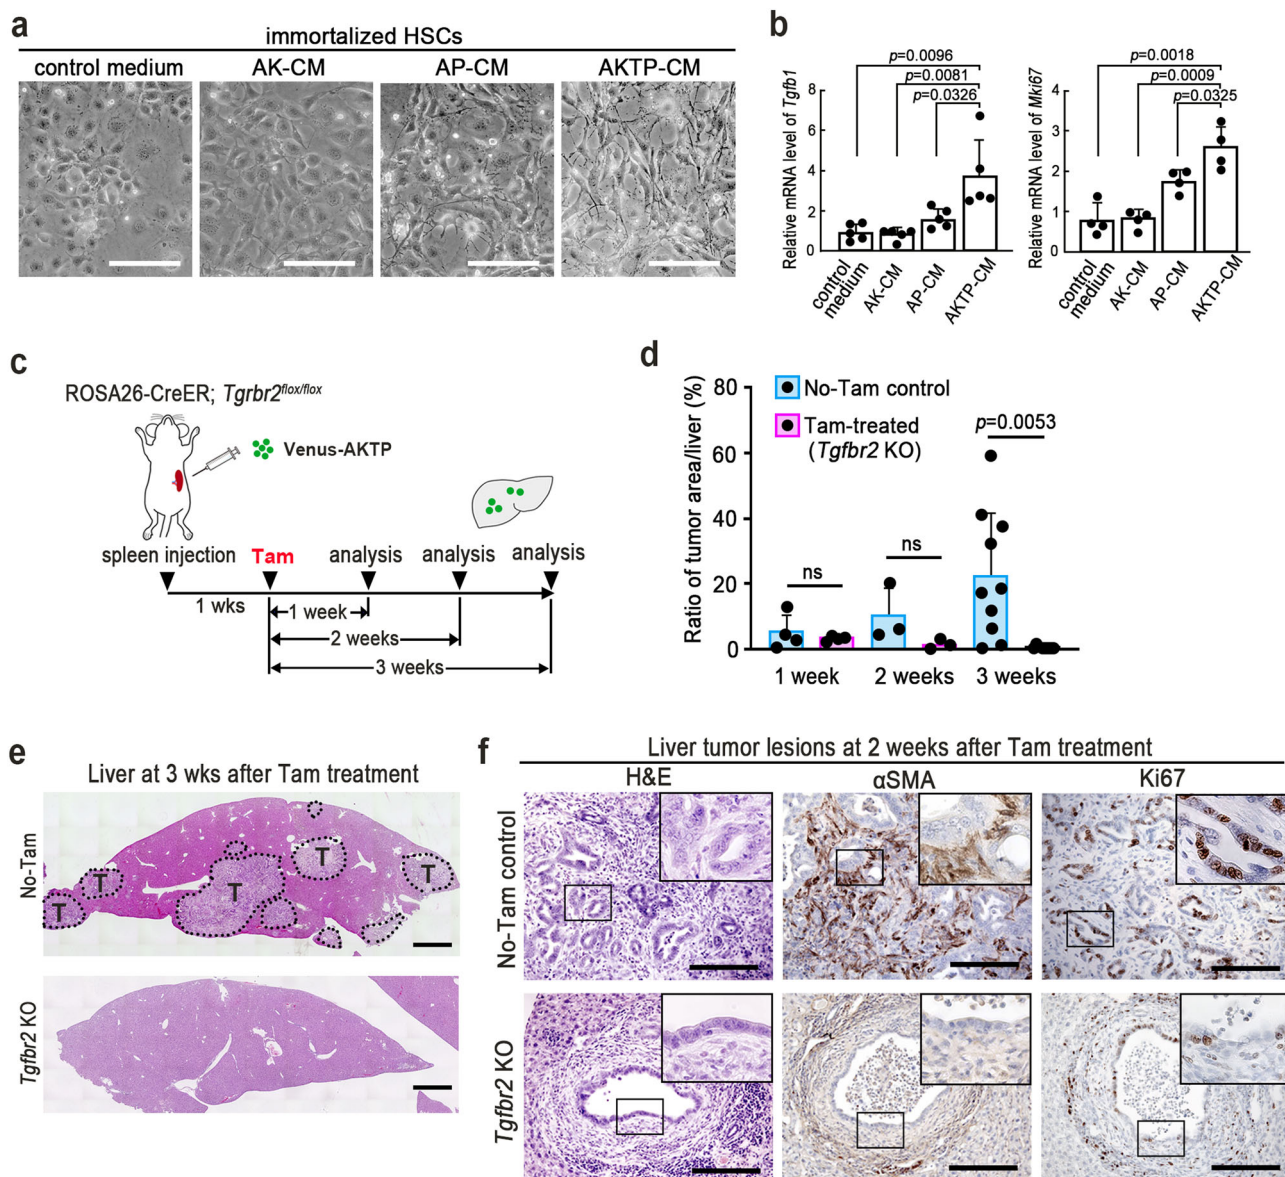 a
immortalized HSCs
control medium
AK-CM
AP-CM
AKTP-CM
b
Relative mRNA level of Tgfb1
8
6
4
2
0
p=0.0096
p=0.0081
p=0.0326
control
medium
AK-CM
AP-CM
AKTP-CM
Relative mRNA level of Mki67
4
3
2
1
0
p=0.0018
p=0.0009
p=0.0325
control
medium
AK-CM
AP-CM
AKTP-CM
c
ROSA26-CreER; Tgrbr2flox/flox
Venus-AKTP
spleen injection
Tam
analysis
analysis
analysis
1 wks
1 week
2 weeks
3 weeks
d
Ratio of tumor area/liver (%)
80
60
40
20
0
No-Tam control
Tam-treated
(Tgfbr2 KO)
p=0.0053
ns
ns
1 week
2 weeks
3 weeks
e
Liver at 3 wks after Tam treatment
No-Tam
T
T
T
T
T
Tgfbr2 KO
f
Liver tumor lesions at 2 weeks after Tam treatment
H&E
αSMA
Ki67
No-Tam control
Tgfbr2 KO